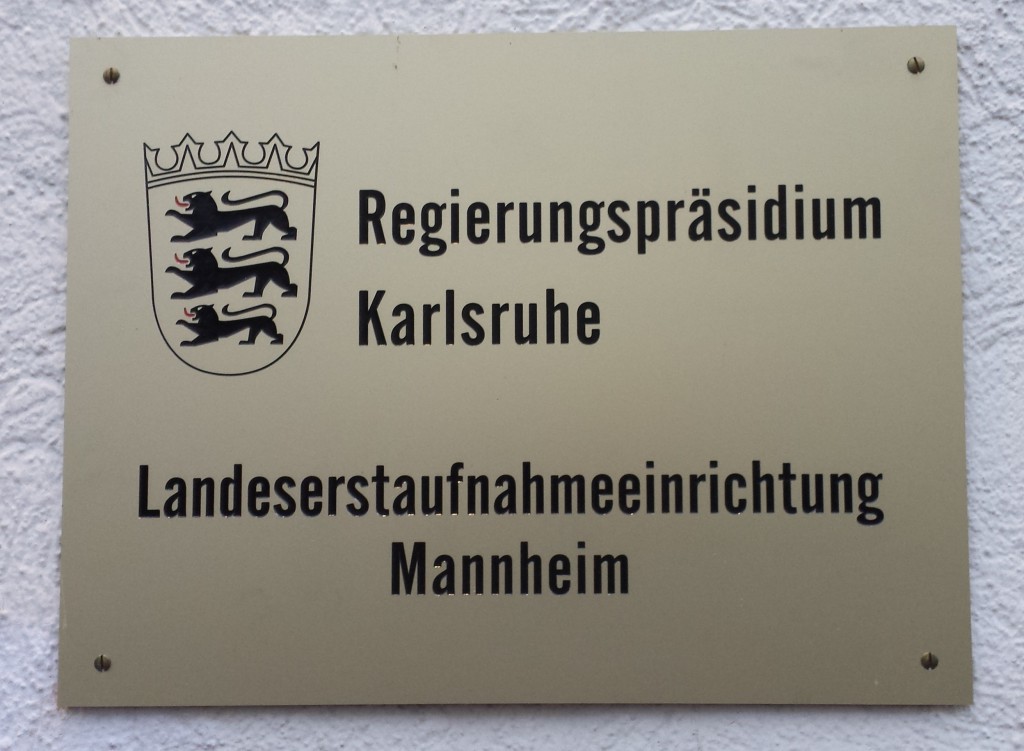 Regierungspräsidium
Karlsruhe
Landeserstaufnahmeeinrichtung
Mannheim